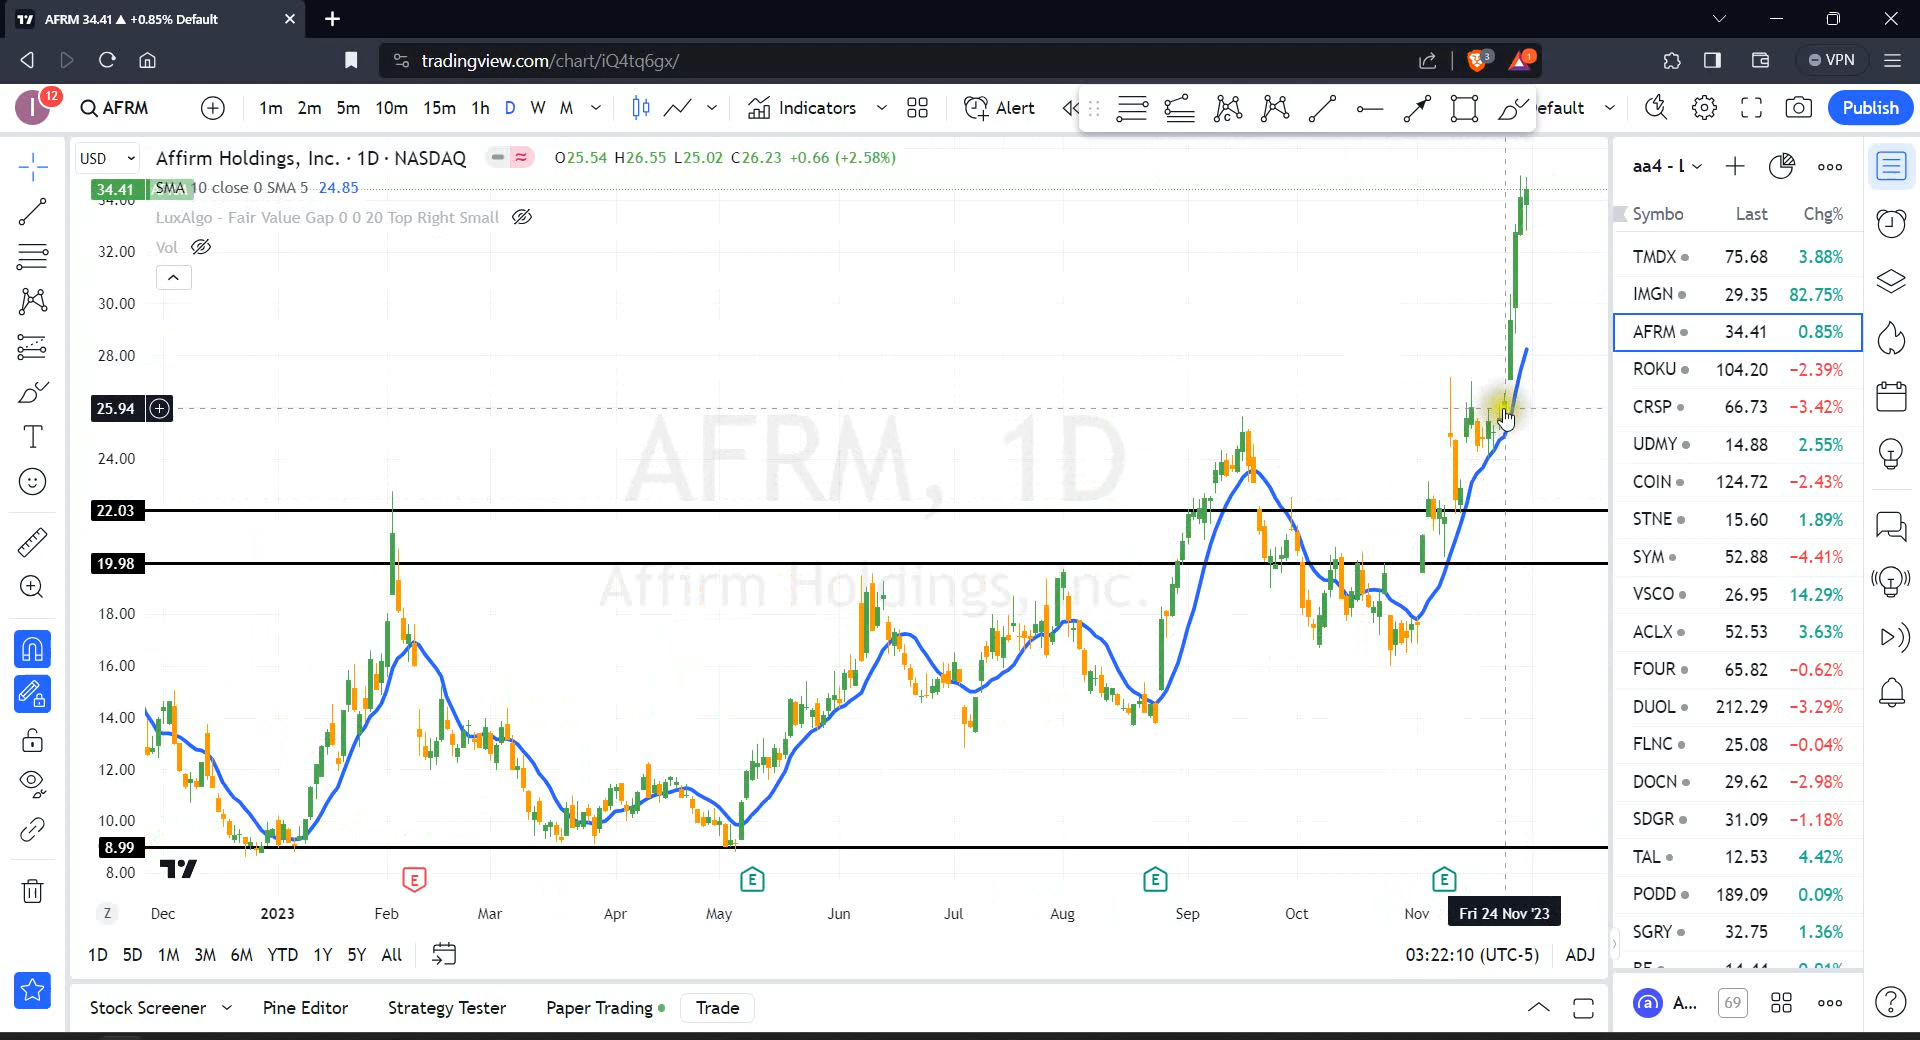 AFRM 34.41 ▲ +0.85% Default
tradingview.com/chart/iQ4tq6gx/
3
1
VPN
I
12
AFRM
1m 2m 5m 10m 15m 1h D W M
Indicators
Alert
efault
Publish
USD
Affirm Holdings, Inc. · 1D · NASDAQ
O25.54 H26.55 L25.02 C26.23 +0.66 (+2.58%)
34.41
SMA 10 close 0 SMA 5 24.85
34.00
LuxAlgo - Fair Value Gap 0 0 20 Top Right Small
Vol
32.00
30.00
28.00
25.94
24.00
22.03
19.98
18.00
16.00
14.00
12.00
10.00
8.99
8.00
AFRM, 1D
Affirm Holdings, Inc.
E
E
E
E
Z
Dec 2023 Feb Mar Apr May Jun Jul Aug Sep Oct Nov
Fri 24 Nov '23
1D 5D 1M 3M 6M YTD 1Y 5Y All
03:22:10 (UTC-5) ADJ
Stock Screener Pine Editor Strategy Tester Paper Trading Trade
aa4 - L
Symbo Last Chg%
TMDX 75.68 3.88%
IMGN 29.35 82.75%
AFRM 34.41 0.85%
ROKU 104.20 −2.39%
CRSP 66.73 −3.42%
UDMY 14.88 2.55%
COIN 124.72 −2.43%
STNE 15.60 1.89%
SYM 52.88 −4.41%
VSCO 26.95 14.29%
ACLX 52.53 3.63%
FOUR 65.82 −0.62%
DUOL 212.29 −3.29%
FLNC 25.08 −0.04%
DOCN 29.62 −2.98%
SDGR 31.09 −1.18%
TAL 12.53 4.42%
PODD 189.09 0.09%
SGRY 32.75 1.36%
A... 69